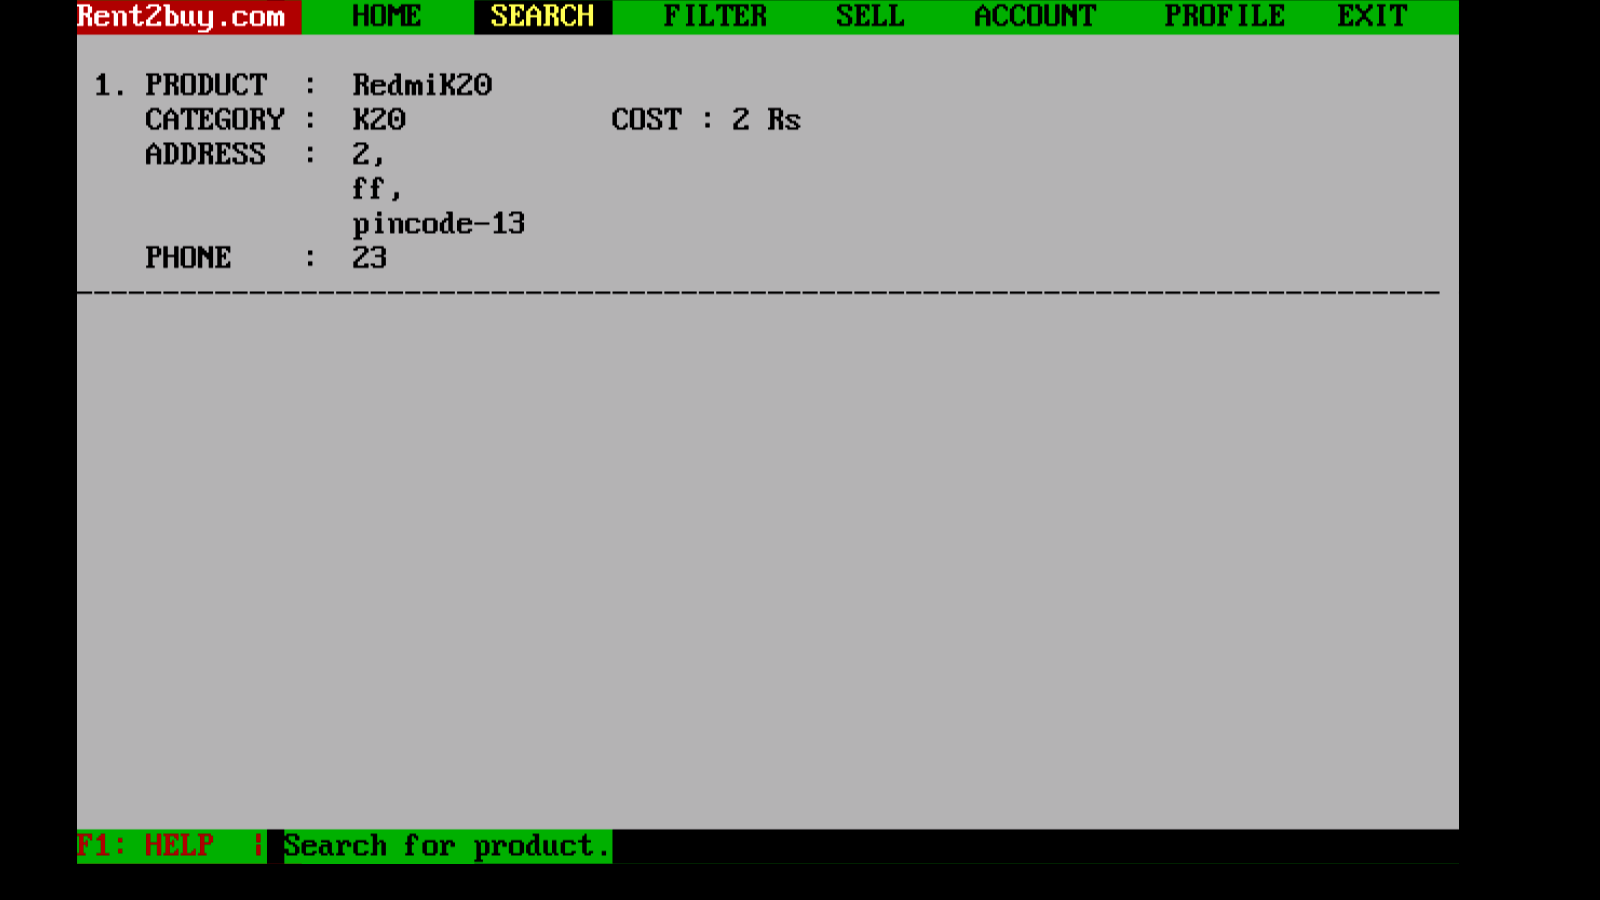 Rent2buy.com HOME SEARCH FILTER SELL ACCOUNT PROFILE EXIT
1. PRODUCT : RedmiK20
CATEGORY : K20 COST : 2 Rs
ADDRESS : 2,
ff,
pincode-13
PHONE : 23
--------------------------------------------------------------------------------
F1: HELP ¦ Search for product.